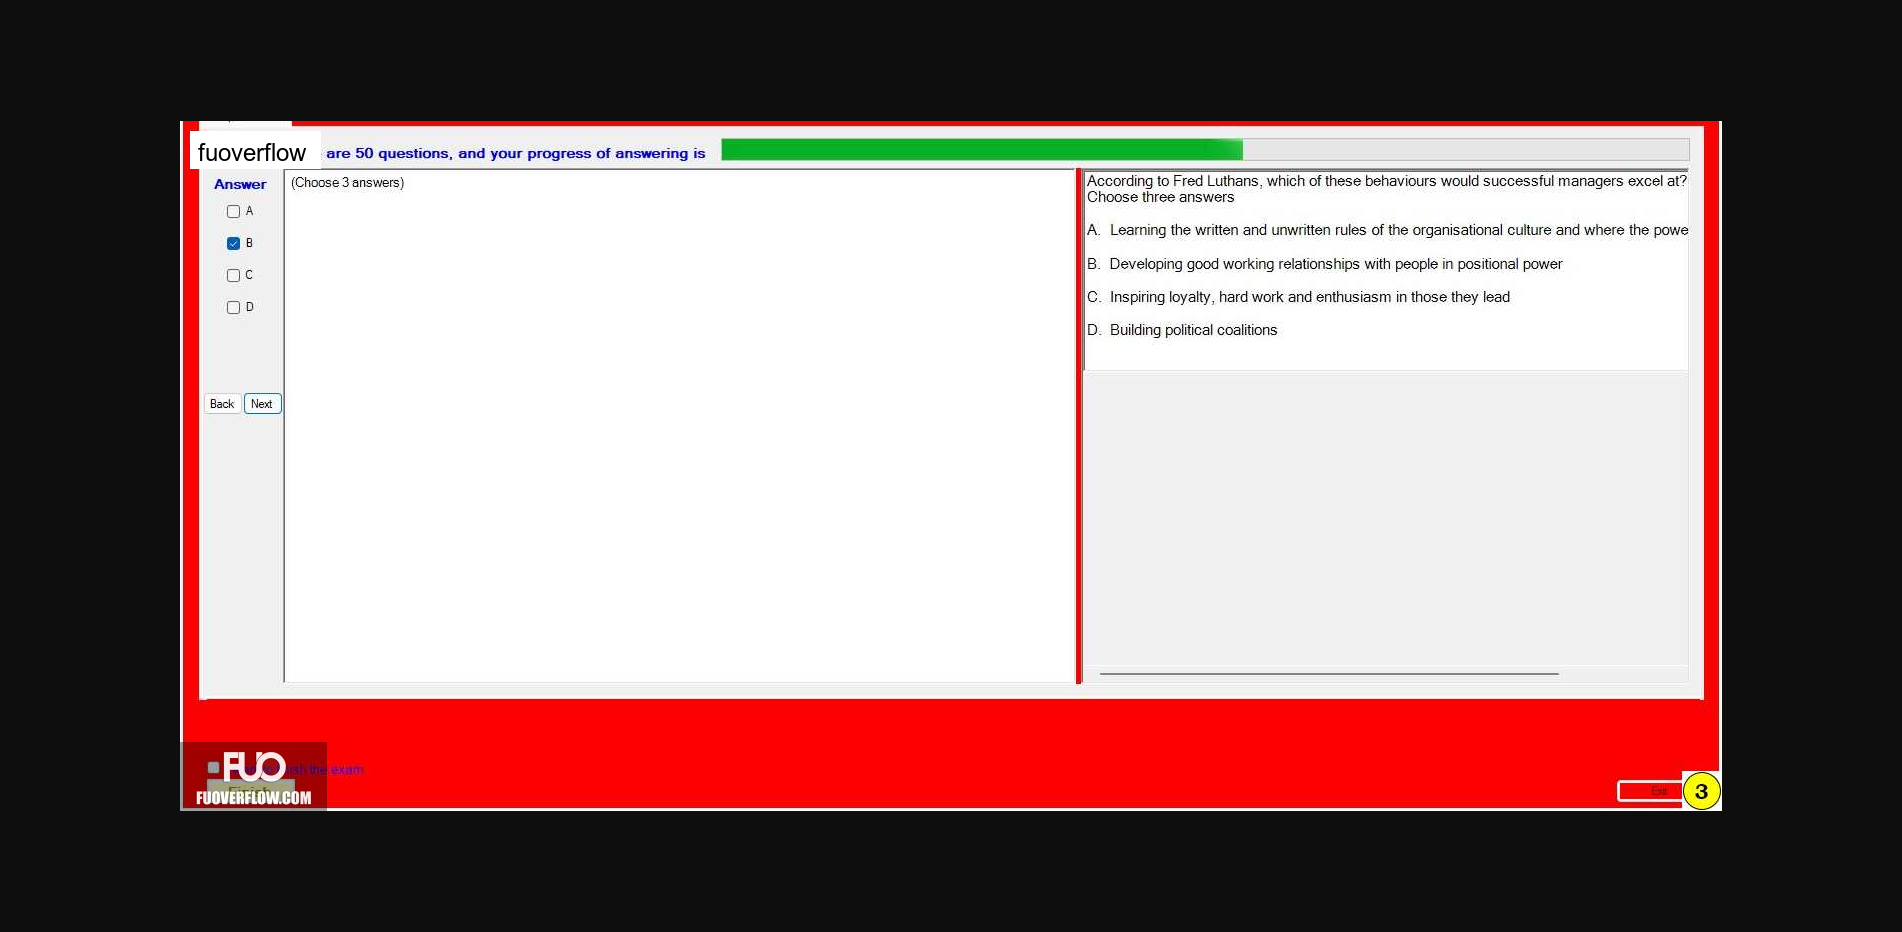 fuoverflow are 50 questions, and your progress of answering is
Answer
A
B
C
D
Back Next
(Choose 3 answers)
According to Fred Luthans, which of these behaviours would successful managers excel at?
Choose three answers
A. Learning the written and unwritten rules of the organisational culture and where the powe
B. Developing good working relationships with people in positional power
C. Inspiring loyalty, hard work and enthusiasm in those they lead
D. Building political coalitions
the exam
FUO
Finish
FUOVERFLOW.COM
Exit
3